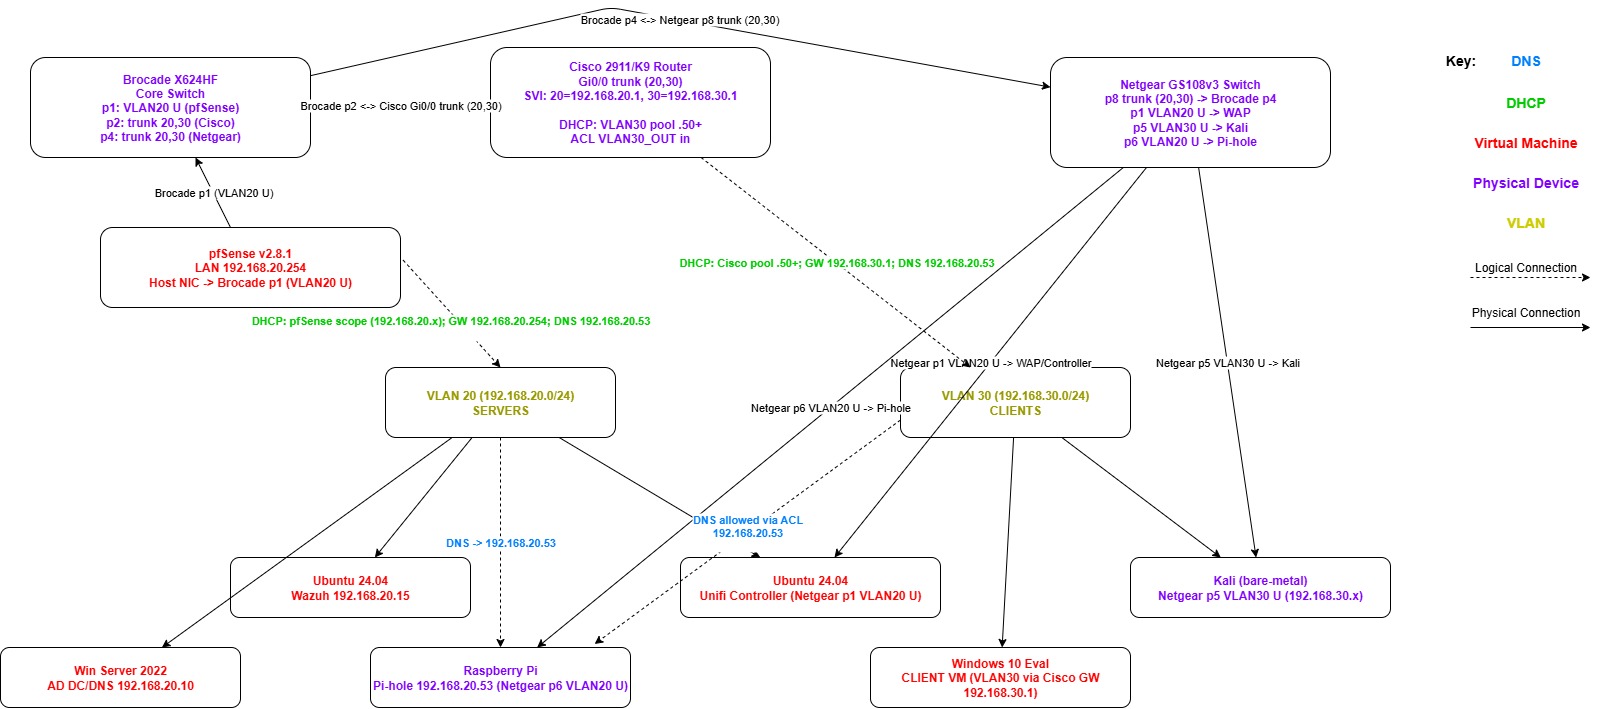 Brocade p4 <-> Netgear p8 trunk (20,30)
Brocade X624HF
Core Switch
p1: VLAN20 U (pfSense)
p2: trunk 20,30 (Cisco)
p4: trunk 20,30 (Netgear)
Brocade p2 <-> Cisco Gi0/0 trunk (20,30)
Cisco 2911/K9 Router
Gi0/0 trunk (20,30)
SVI: 20=192.168.20.1, 30=192.168.30.1
DHCP: VLAN30 pool .50+
ACL VLAN30_OUT in
Netgear GS108v3 Switch
p8 trunk (20,30) -> Brocade p4
p1 VLAN20 U -> WAP
p5 VLAN30 U -> Kali
p6 VLAN20 U -> Pi-hole
Key:
DNS
DHCP
Virtual Machine
Physical Device
VLAN
Logical Connection
Physical Connection
Brocade p1 (VLAN20 U)
pfSense v2.8.1
LAN 192.168.20.254
Host NIC -> Brocade p1 (VLAN20 U)
DHCP: Cisco pool .50+; GW 192.168.30.1; DNS 192.168.20.53
DHCP: pfSense scope (192.168.20.x); GW 192.168.20.254; DNS 192.168.20.53
Netgear p1 VLAN20 U -> WAP/Controller
Netgear p5 VLAN30 U -> Kali
VLAN 20 (192.168.20.0/24)
SERVERS
Netgear p6 VLAN20 U -> Pi-hole
VLAN 30 (192.168.30.0/24)
CLIENTS
DNS -> 192.168.20.53
DNS allowed via ACL
192.168.20.53
Ubuntu 24.04
Wazuh 192.168.20.15
Ubuntu 24.04
Unifi Controller (Netgear p1 VLAN20 U)
Kali (bare-metal)
Netgear p5 VLAN30 U (192.168.30.x)
Win Server 2022
AD DC/DNS 192.168.20.10
Raspberry Pi
Pi-hole 192.168.20.53 (Netgear p6 VLAN20 U)
Windows 10 Eval
CLIENT VM (VLAN30 via Cisco GW
192.168.30.1)